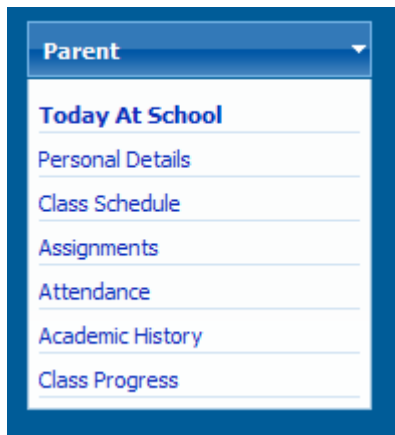 Parent
Today At School
Personal Details
Class Schedule
Assignments
Attendance
Academic History
Class Progress